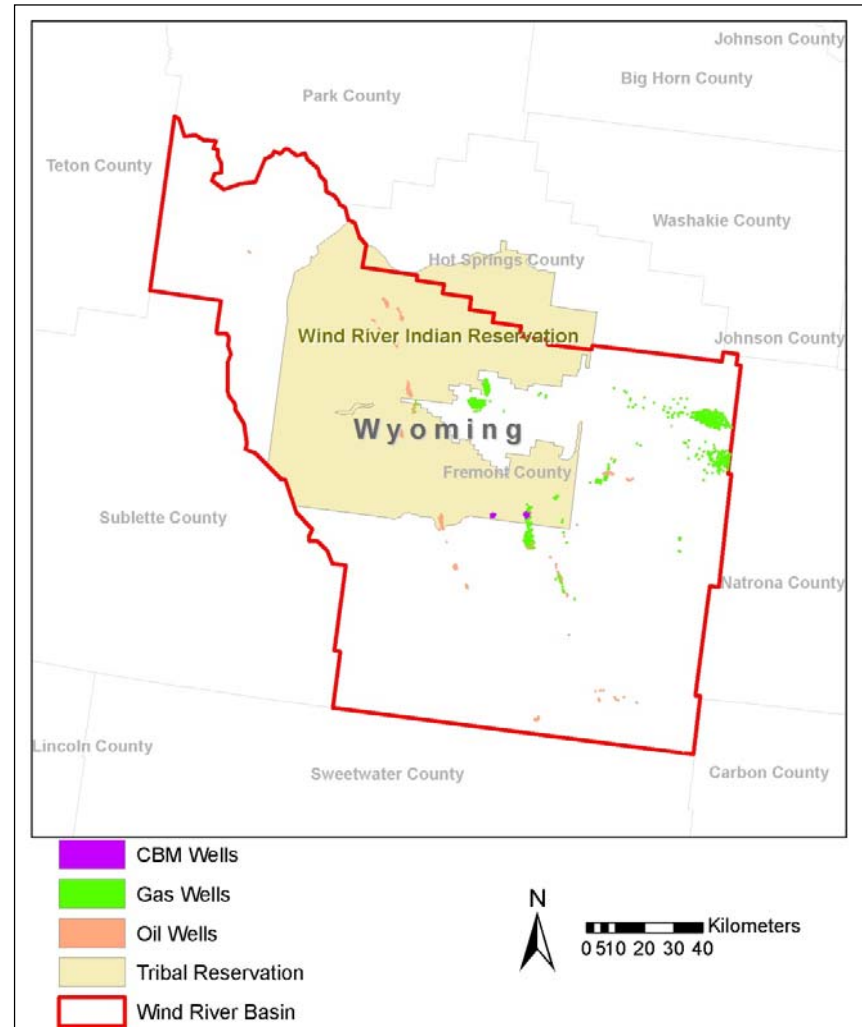 Johnson County
Big Horn County
Park County
Teton County
Washakie County
Hot Springs County
Wind River Indian Reservation
Johnson County
Wyoming
Fremont County
Sublette County
Natrona County
Lincoln County
Sweetwater County
Carbon County
CBM Wells
Gas Wells
Oil Wells
Tribal Reservation
Wind River Basin
N
Kilometers
0 510 20 30 40